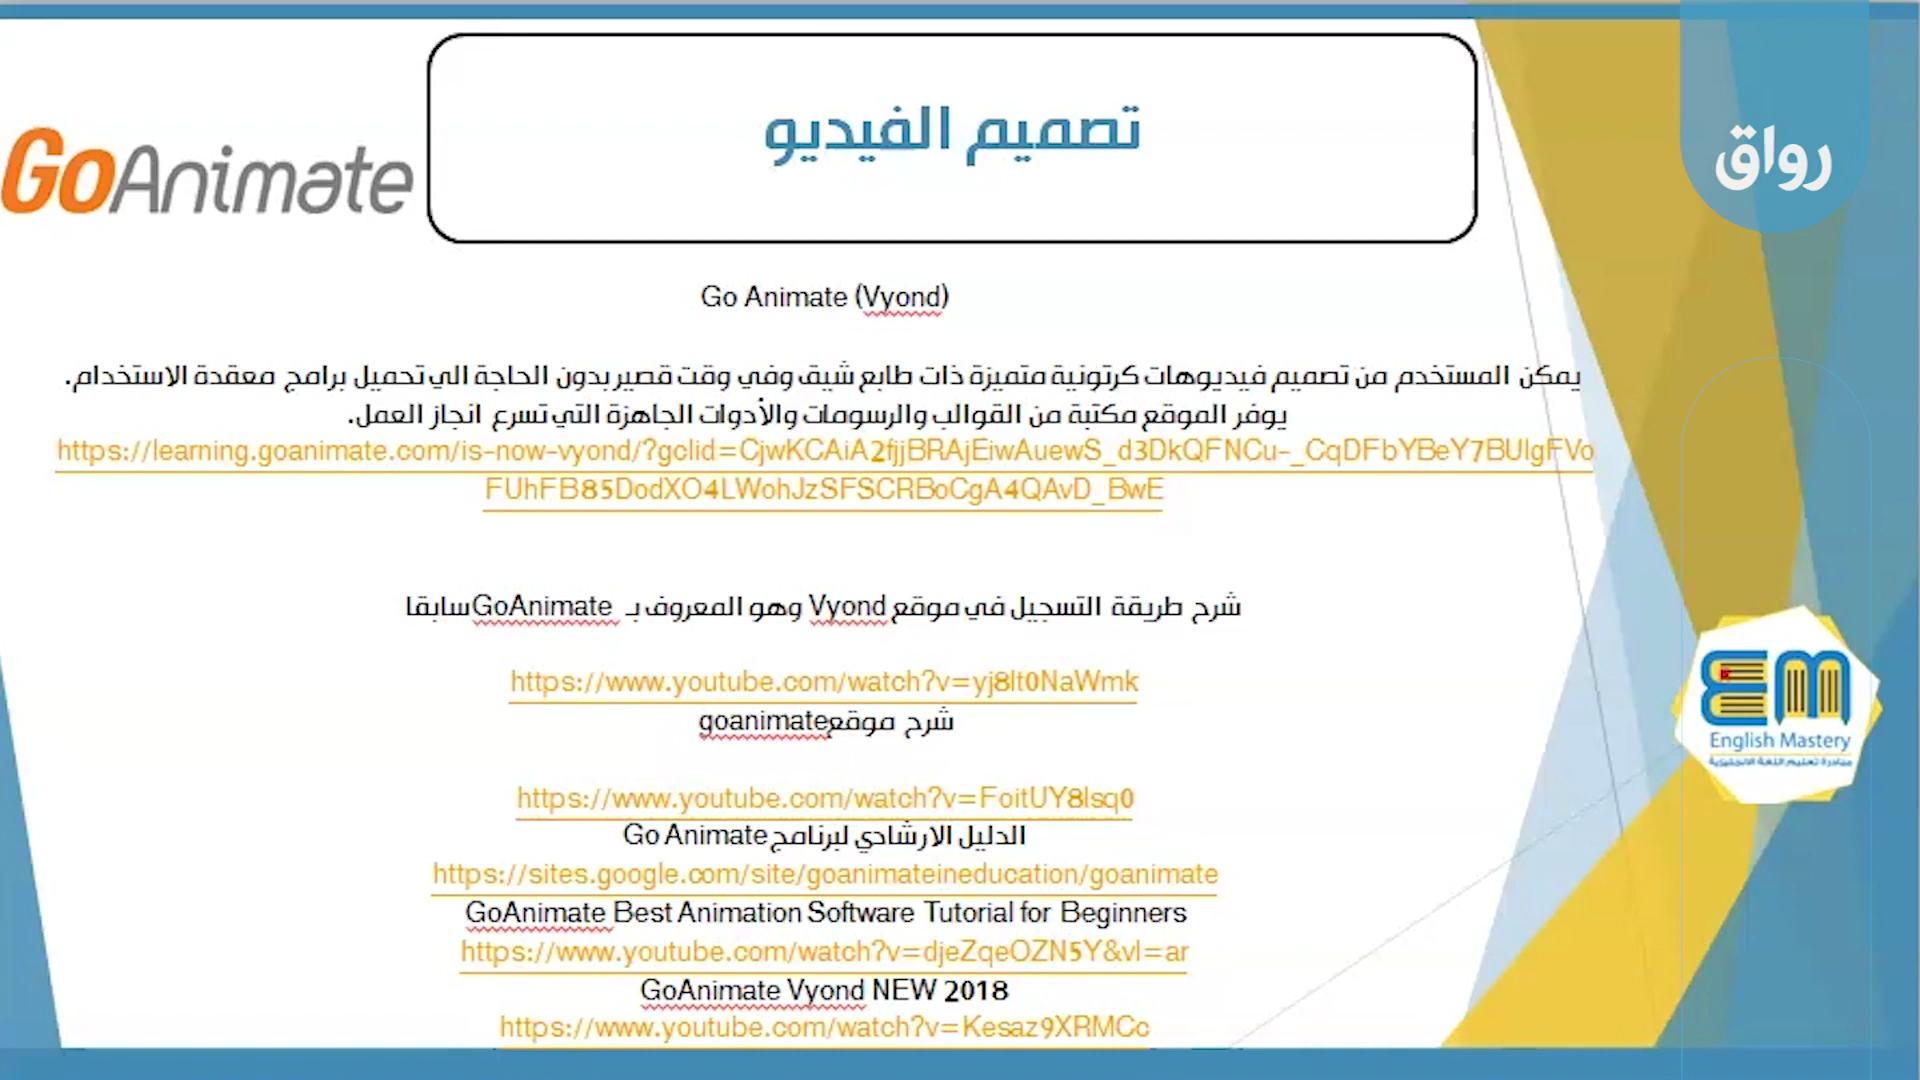 تصميم الفيديو
رواق
GoAnimate
Go Animate (Vyond)
يمكن المستخدم من تصميم فيديوهات كرتونية متميزة ذات طابع شيق وفي وقت قصير بدون الحاجة الي تحميل برامج معقدة الاستخدام.
يوفر الموقع مكتبة من القوالب والرسومات والأدوات الجاهزة التي تسرع انجاز العمل.
https://learning.goanimate.com/is-now-vyond/?gclid=CjwKCAiA2fjjBRAjEiwAuewS_d3DkQFNCu-_CqDFbYBeY7BUlgFVo
FUhFB85DodXO4LWohJzSFSCRBoCgA4QAvD_BwE
شرح طريقة التسجيل في موقع Vyond وهو المعروف بـ GoAnimate سابقا
https://www.youtube.com/watch?v=yj8lt0NaWmk
شرح موقع goanimate
https://www.youtube.com/watch?v=FoitUY8lsq0
الدليل الارشادي لبرنامج Go Animate
https://sites.google.com/site/goanimateineducation/goanimate
GoAnimate Best Animation Software Tutorial for Beginners
https://www.youtube.com/watch?v=djeZqeOZN5Y&vl=ar
GoAnimate Vyond NEW 2018
https://www.youtube.com/watch?v=Kesaz9XRMCc
EM
English Mastery
مبادرة تعليم اللغة الانجليزية